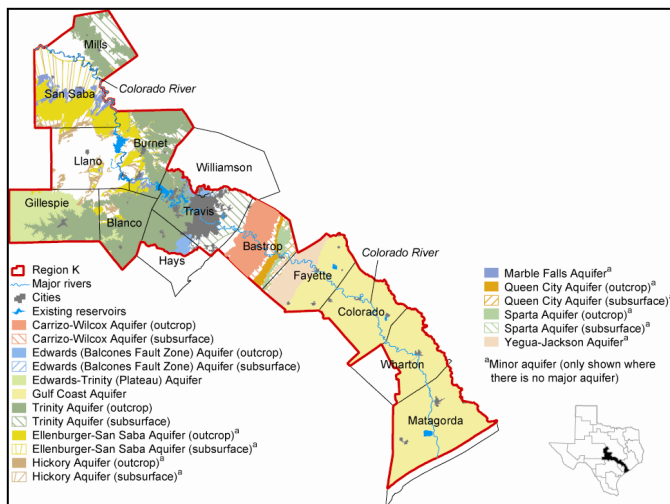 Mills
Colorado River
San Saba
Burnet
Llano
Williamson
Gillespie
Travis
Blanco
Bastrop
Hays
Fayette
Colorado River
Colorado
Wharton
Matagorda
Region K
Major rivers
Cities
Existing reservoirs
Carrizo-Wilcox Aquifer (outcrop)
Carrizo-Wilcox Aquifer (subsurface)
Edwards (Balcones Fault Zone) Aquifer (outcrop)
Edwards (Balcones Fault Zone) Aquifer (subsurface)
Edwards-Trinity (Plateau) Aquifer
Gulf Coast Aquifer
Trinity Aquifer (outcrop)
Trinity Aquifer (subsurface)
Ellenburger-San Saba Aquifer (outcrop)ᵃ
Ellenburger-San Saba Aquifer (subsurface)ᵃ
Hickory Aquifer (outcrop)ᵃ
Hickory Aquifer (subsurface)ᵃ
Marble Falls Aquiferᵃ
Queen City Aquifer (outcrop)ᵃ
Queen City Aquifer (subsurface)ᵃ
Sparta Aquifer (outcrop)ᵃ
Sparta Aquifer (subsurface)ᵃ
Yegua-Jackson Aquiferᵃ
ᵃMinor aquifer (only shown where
there is no major aquifer)